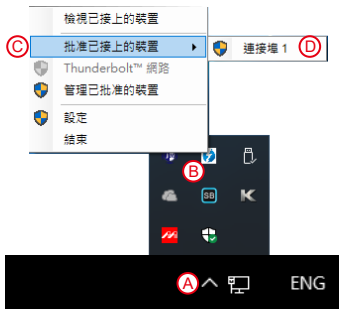 檢視已接上的裝置
C 批准已接上的裝置 連接埠 1 D
Thunderbolt™ 網路
管理已批准的裝置
設定
結束
B
SB K
A ENG